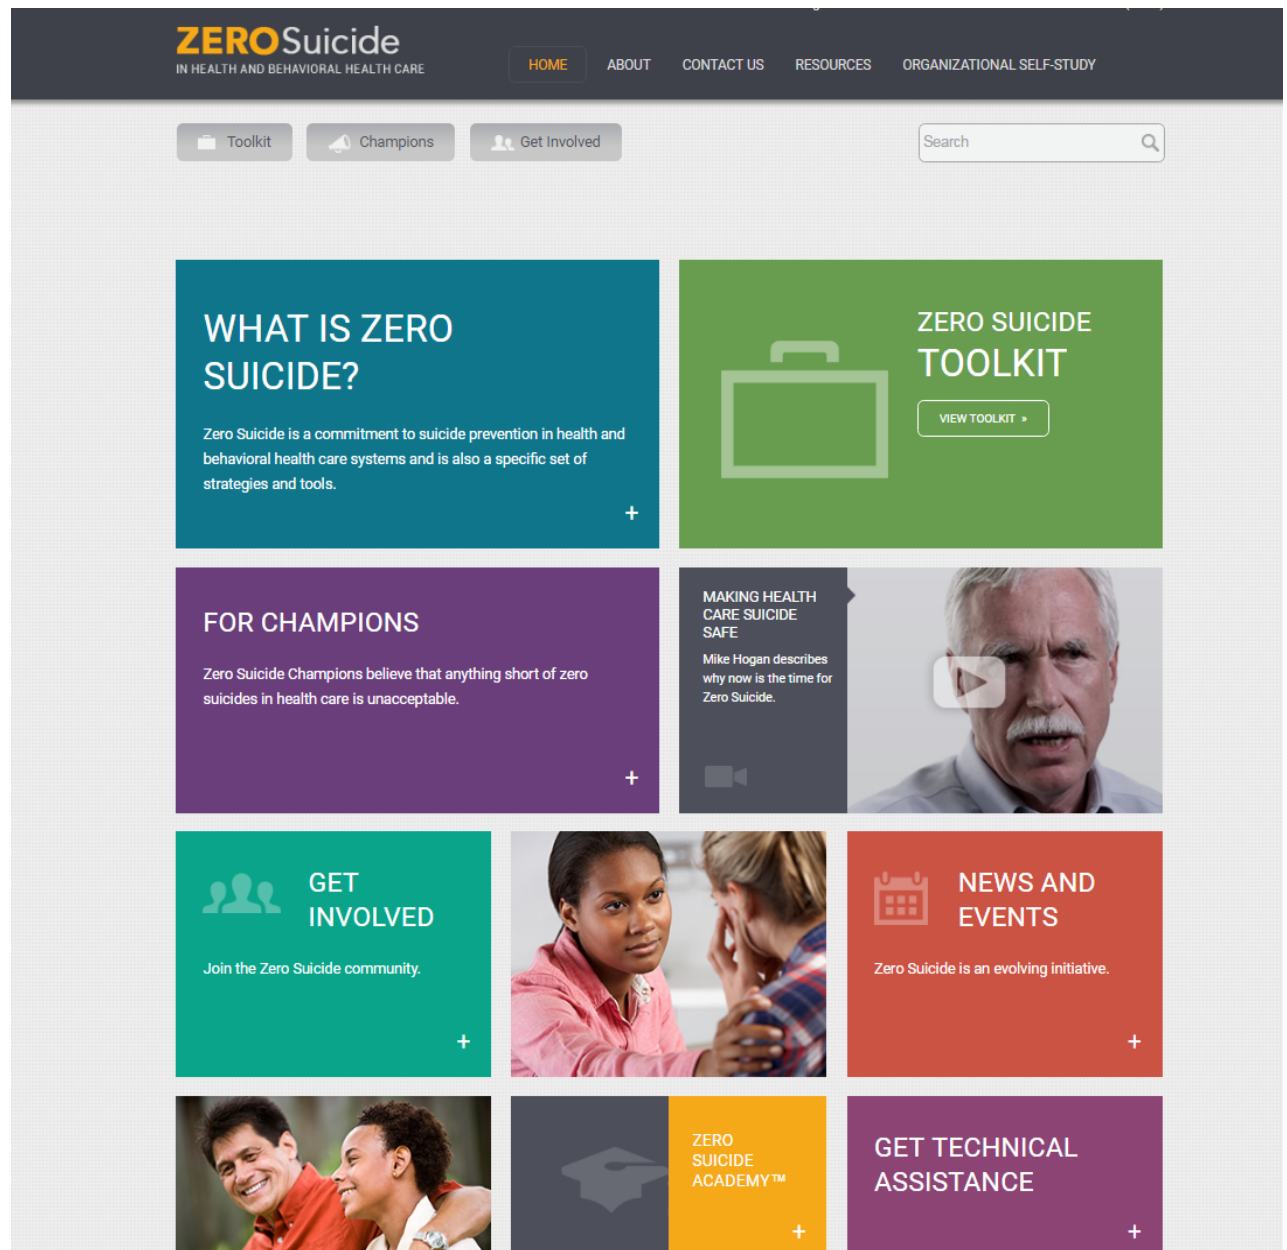 ZEROSuicide
IN HEALTH AND BEHAVIORAL HEALTH CARE
HOME
ABOUT
CONTACT US
RESOURCES
ORGANIZATIONAL SELF-STUDY
Toolkit
Champions
Get Involved
Search
WHAT IS ZERO
SUICIDE?
Zero Suicide is a commitment to suicide prevention in health and
behavioral health care systems and is also a specific set of
strategies and tools.
+
ZERO SUICIDE
TOOLKIT
VIEW TOOLKIT »
FOR CHAMPIONS
Zero Suicide Champions believe that anything short of zero
suicides in health care is unacceptable.
+
MAKING HEALTH
CARE SUICIDE
SAFE
Mike Hogan describes
why now is the time for
Zero Suicide.
GET
INVOLVED
Join the Zero Suicide community.
+
NEWS AND
EVENTS
Zero Suicide is an evolving initiative.
+
ZERO
SUICIDE
ACADEMY™
+
GET TECHNICAL
ASSISTANCE
+